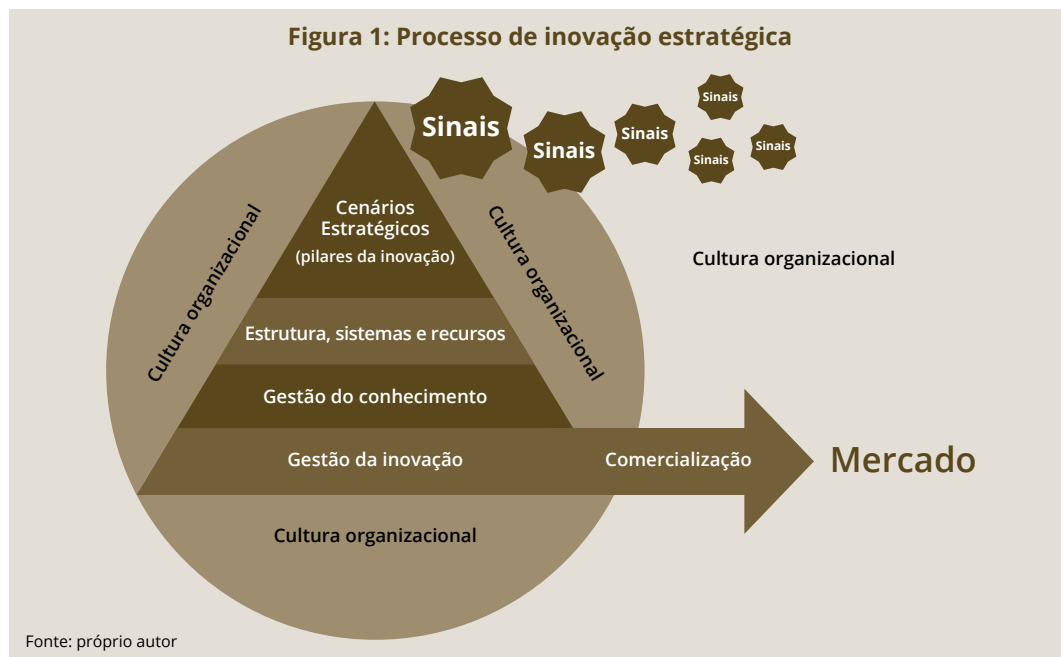 Figura 1: Processo de inovação estratégica
Sinais
Sinais
Sinais
Sinais
Sinais
Sinais
Cenários
Estratégicos
(pilares da inovação)
Cultura organizacional
Cultura organizacional
Cultura organizacional
Estrutura, sistemas e recursos
Gestão do conhecimento
Gestão da inovação
Comercialização
Mercado
Cultura organizacional
Fonte: próprio autor